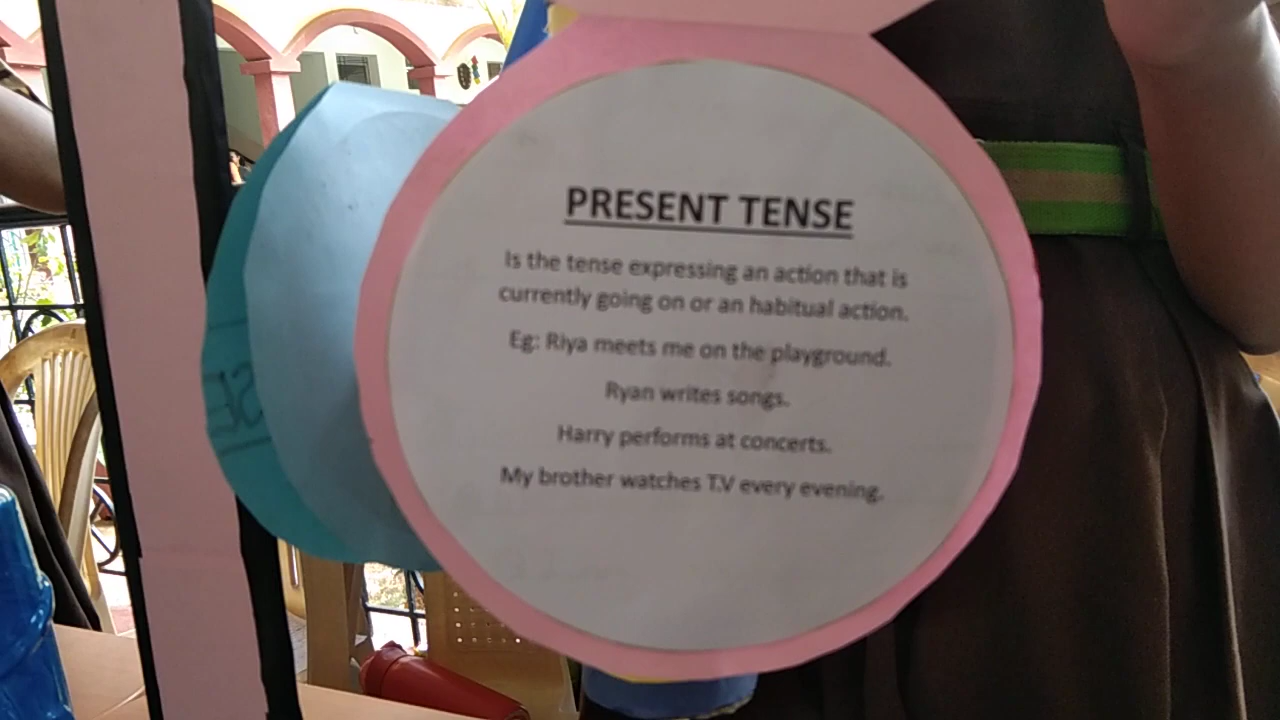 PRESENT TENSE
Is the tense expressing an action that is
currently going on or an habitual action.
Eg: Riya meets me on the playground.
Ryan writes songs.
Harry performs at concerts.
My brother watches T.V every evening.
SE